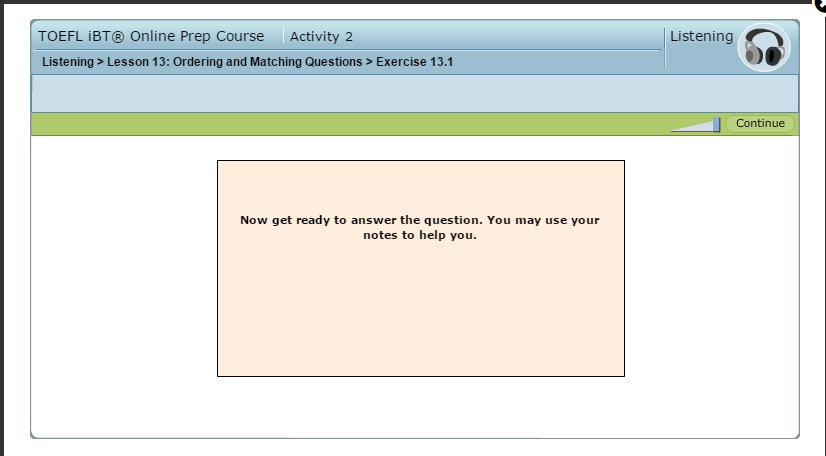 TOEFL iBT® Online Prep Course Activity 2 Listening
Listening > Lesson 13: Ordering and Matching Questions > Exercise 13.1
Continue
Now get ready to answer the question. You may use your
notes to help you.